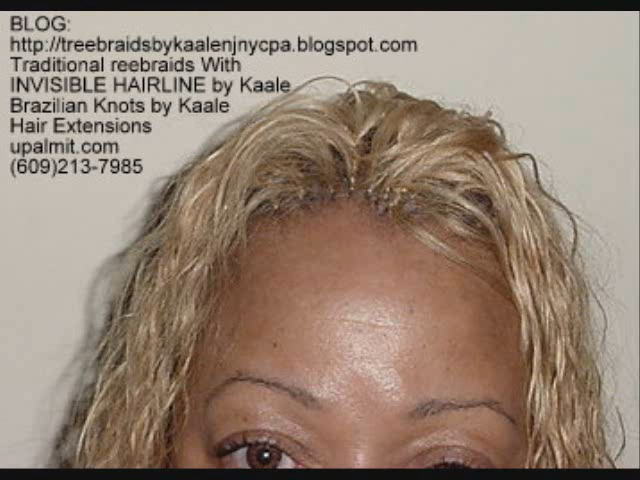 BLOG:
http://treebraidsbykaalenjnycpa.blogspot.com
Traditional reebraids With
INVISIBLE HAIRLINE by Kaale
Brazilian Knots by Kaale
Hair Extensions
upalmit.com
(609)213-7985